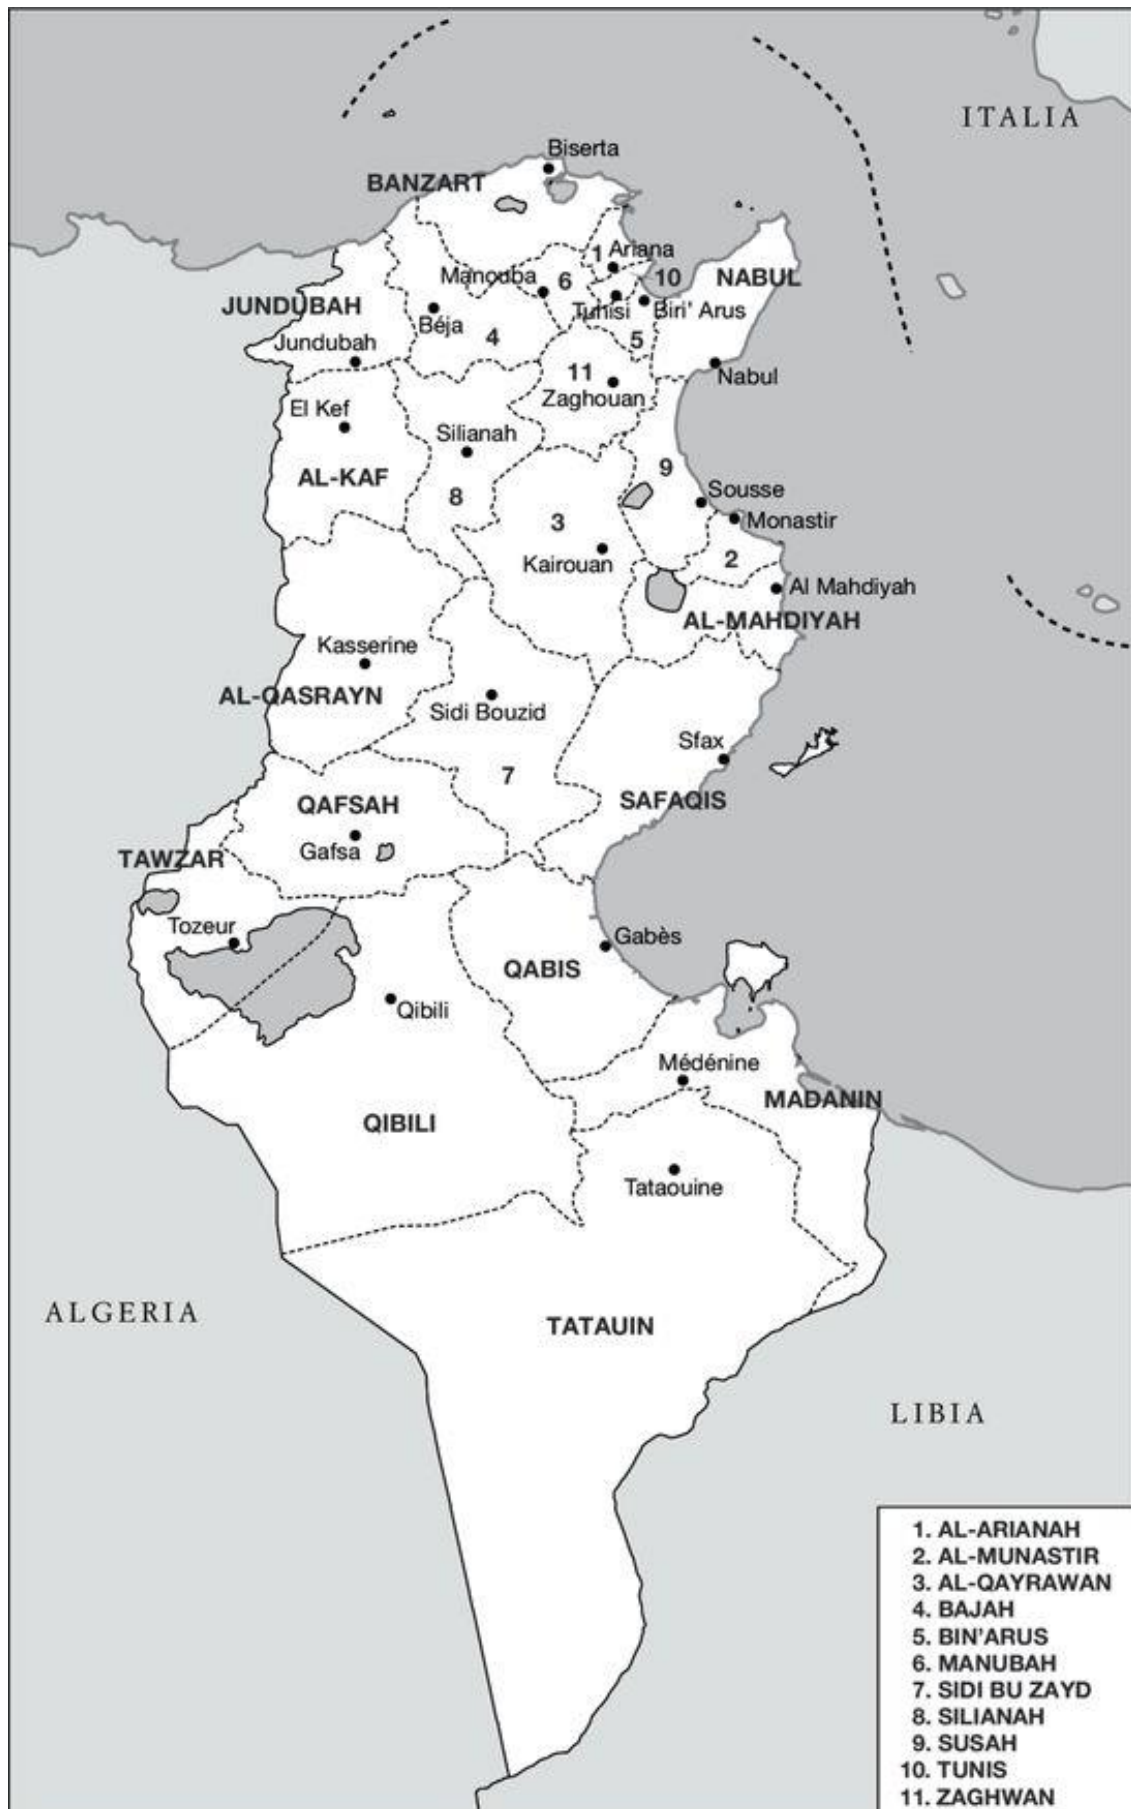 ITALIA
Biserta
BANZART
1 Ariana
10
Manouba 6
NABUL
JUNDUBAH
Tunisi Biri' Arus
Béja
4
5
Jundubah
11
Nabul
Zaghouan
El Kef
Silianah
AL-KAF
9
8
Sousse
3
Monastir
Kairouan
2
Al Mahdiyah
AL-MAHDIYAH
Kasserine
AL-QASRAYN
Sidi Bouzid
Sfax
7
QAFSAH
SAFAQIS
Gafsa
TAWZAR
Tozeur
Gabès
QABIS
Qibili
Médénine
MADANIN
QIBILI
Tataouine
ALGERIA
TATAUIN
LIBIA
1. AL-ARIANAH
2. AL-MUNASTIR
3. AL-QAYRAWAN
4. BAJAH
5. BIN'ARUS
6. MANUBAH
7. SIDI BU ZAYD
8. SILIANAH
9. SUSAH
10. TUNIS
11. ZAGHWAN